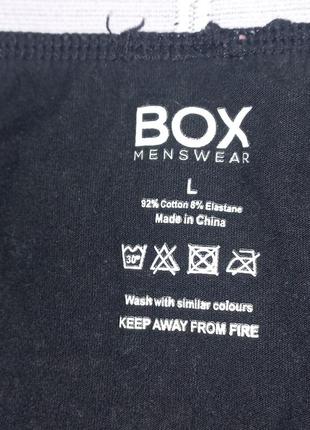 BOX
MENSWEAR
L
92% Cotton 8% Elastane
Made in China
30°
Wash with similar colours
KEEP AWAY FROM FIRE